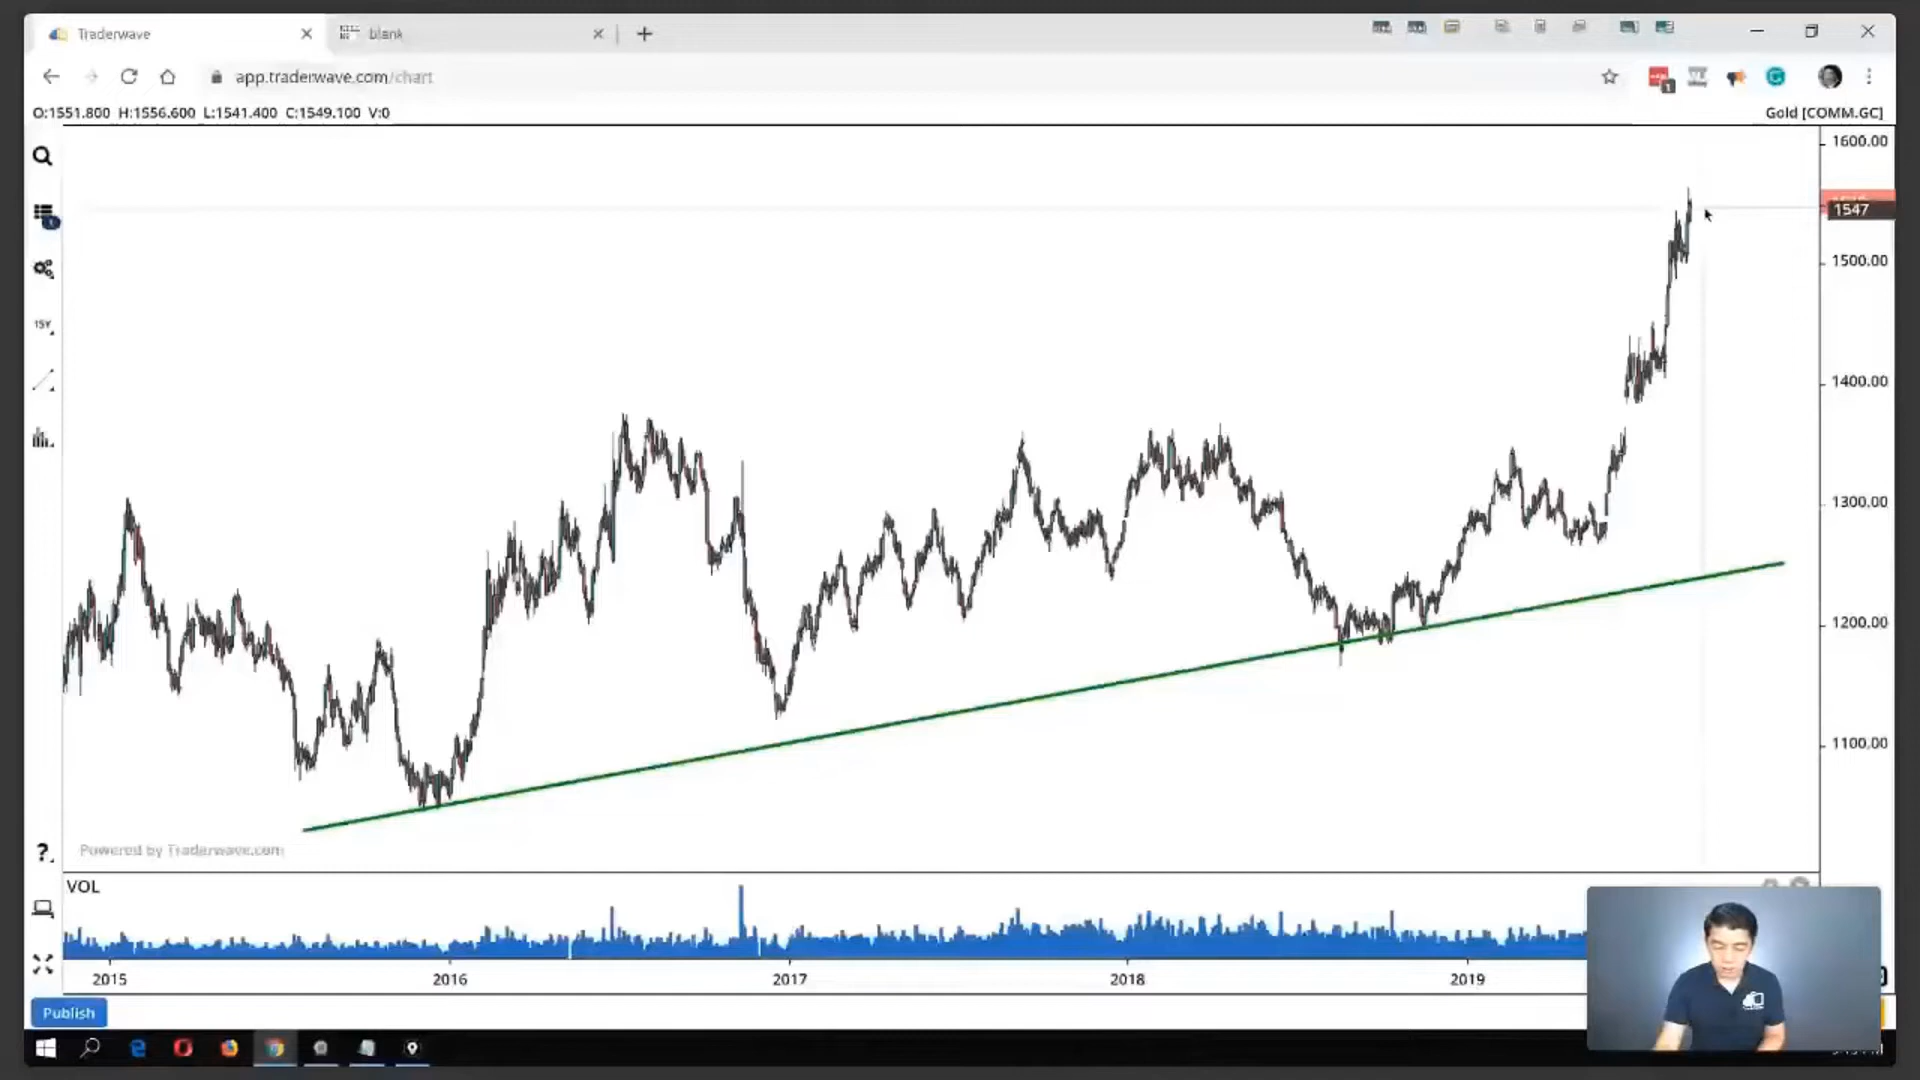 Traderwave
blank
app.traderwave.com/chart
O:1551.800 H:1556.600 L:1541.400 C:1549.100 V:0
Gold [COMM.GC]
1600.00
1547
1500.00
15Y
1400.00
1300.00
1200.00
1100.00
Powered by Traderwave.com
VOL
2015
2016
2017
2018
2019
Publish